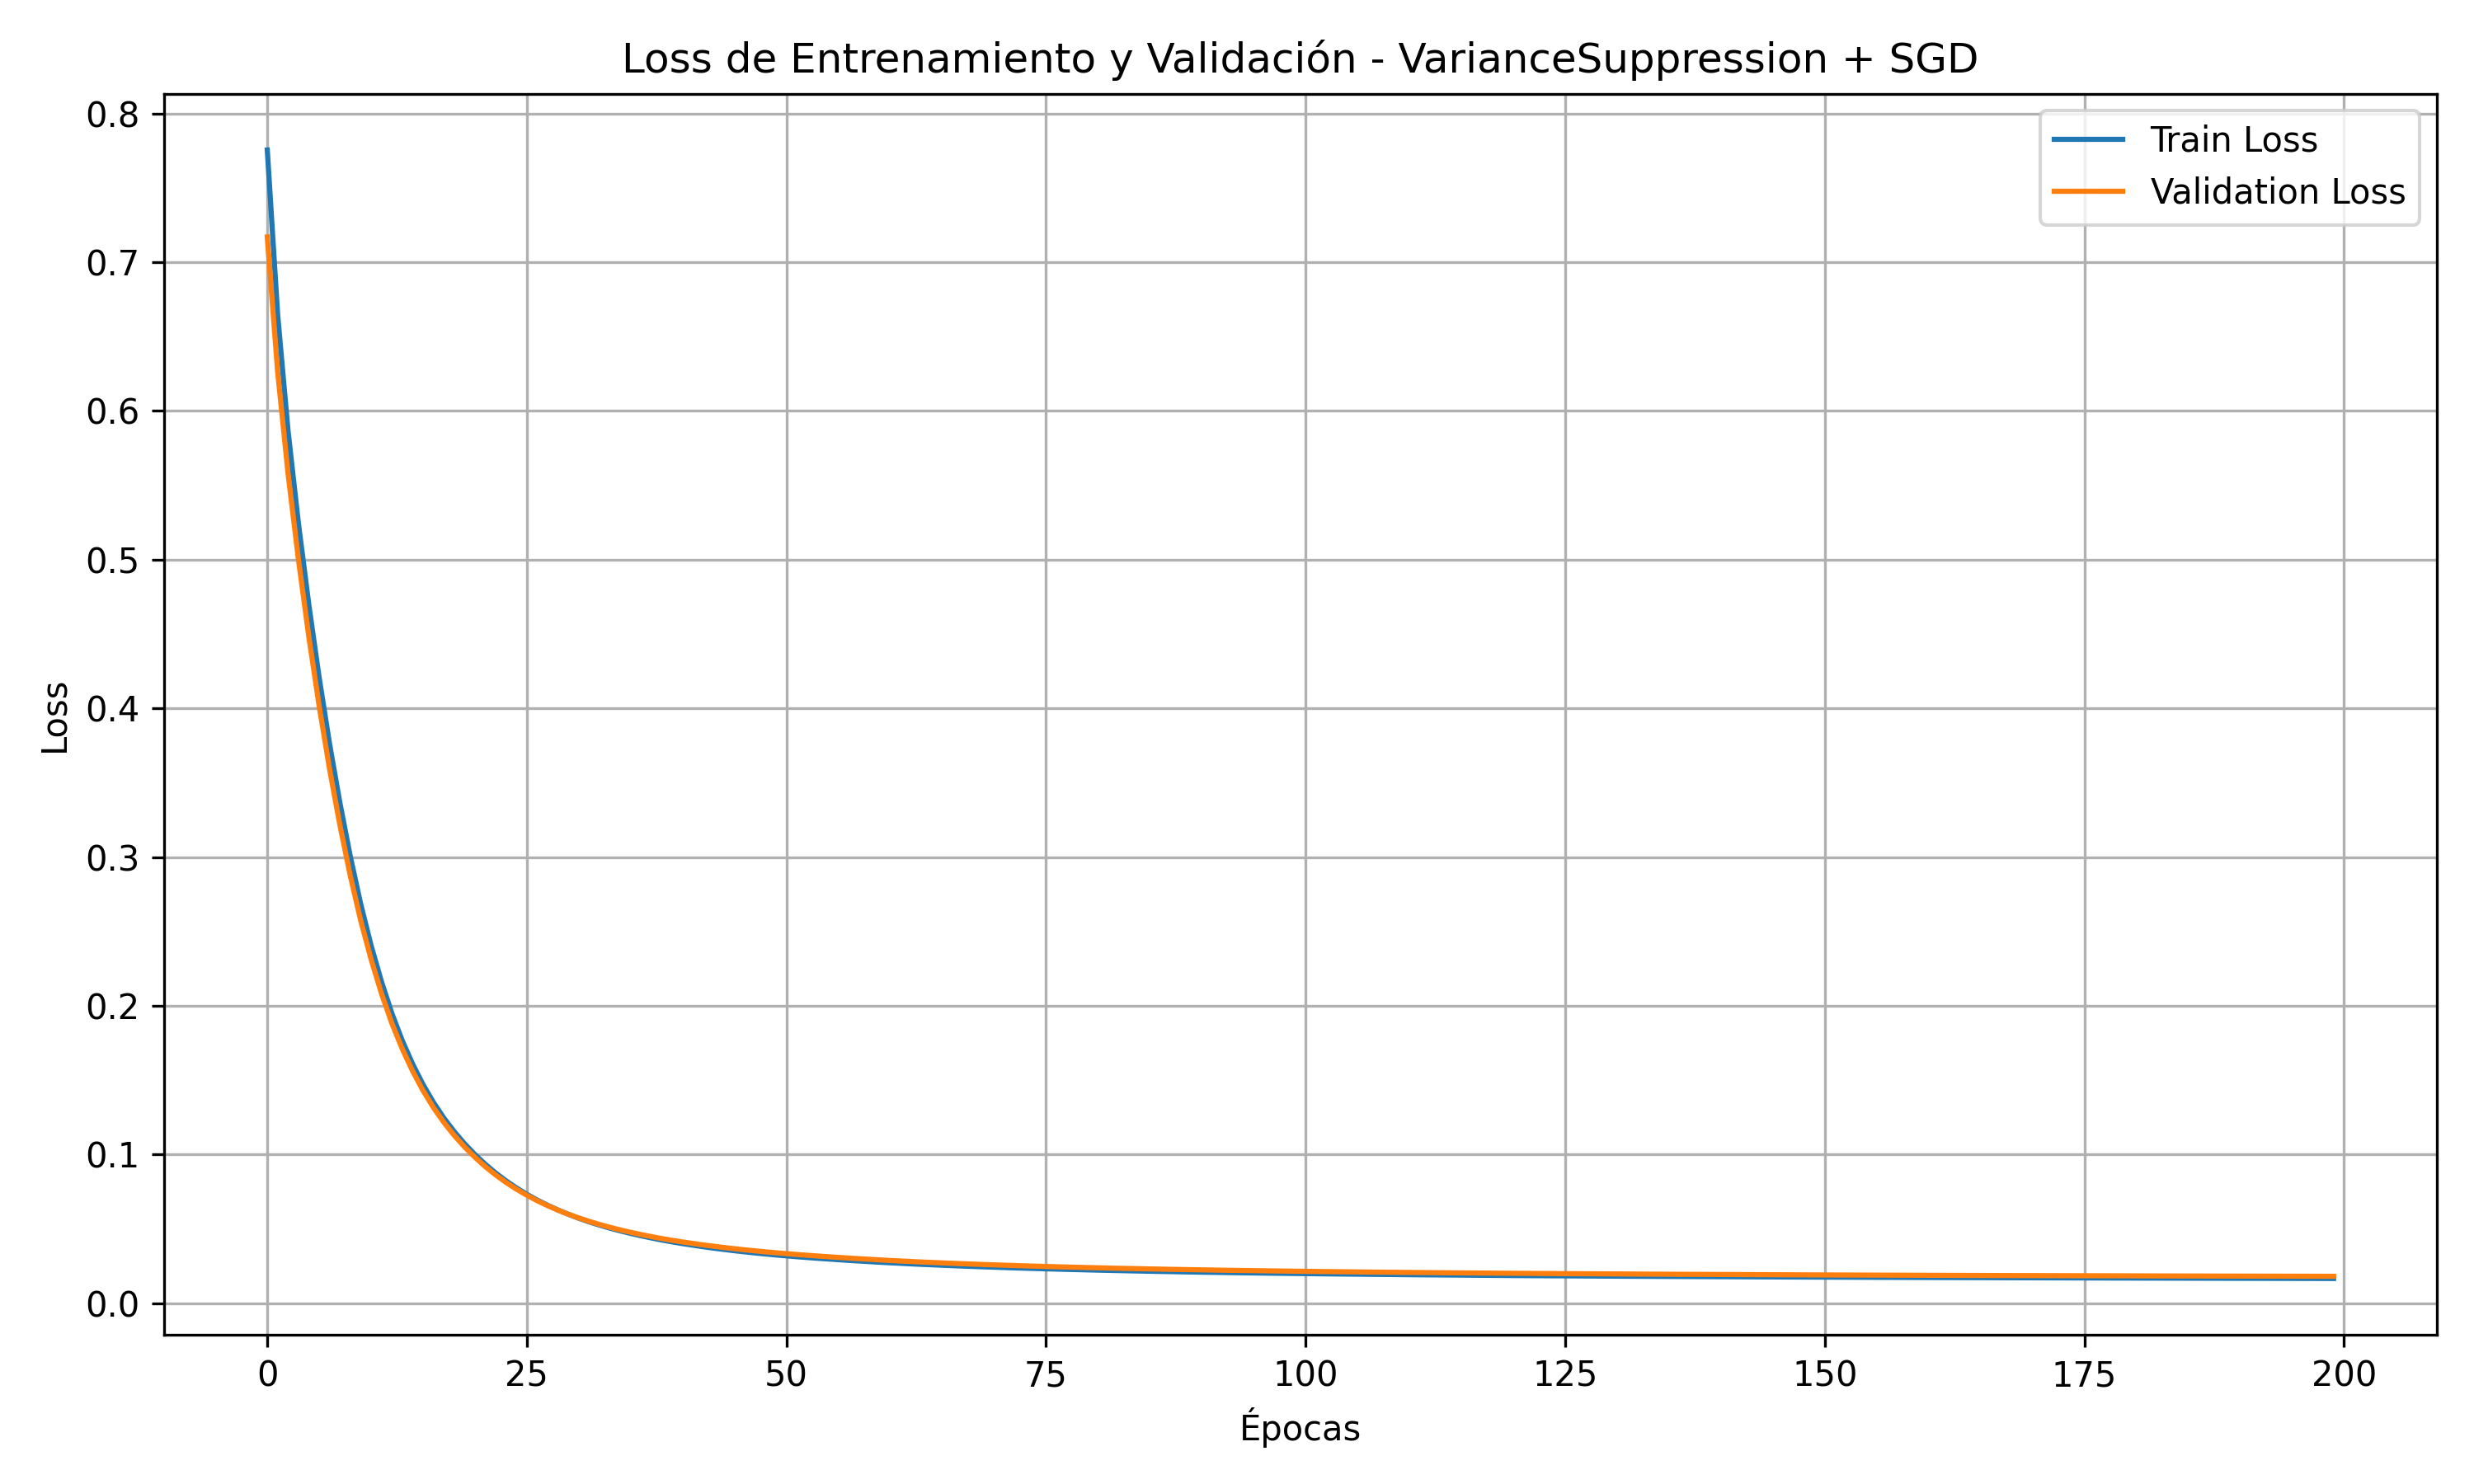 Loss de Entrenamiento y Validación - VarianceSuppression + SGD
Train Loss
Validation Loss
Loss
0.8
0.7
0.6
0.5
0.4
0.3
0.2
0.1
0.0
0 25 50 75 100 125 150 175 200
Épocas